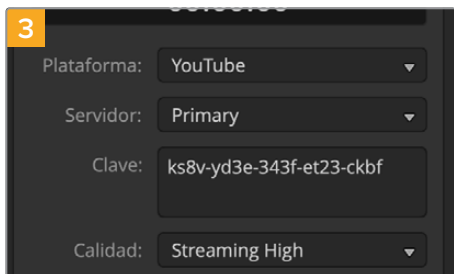 3
Plataforma: YouTube
Servidor: Primary
Clave: ks8v-yd3e-343f-et23-ckbf
Calidad: Streaming High